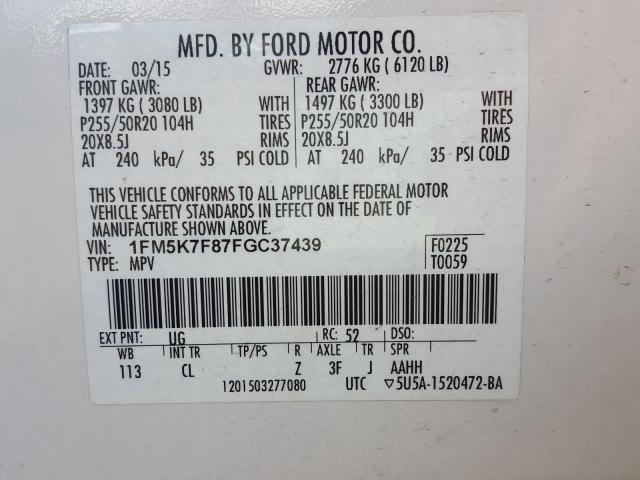 MFD. BY FORD MOTOR CO.
DATE: 03/15 GVWR: 2776 KG ( 6120 LB)
FRONT GAWR: REAR GAWR:
1397 KG ( 3080 LB) WITH 1497 KG ( 3300 LB) WITH
P255/50R20 104H TIRES P255/50R20 104H TIRES
20X8.5J RIMS 20X8.5J RIMS
AT 240 kPa/ 35 PSI COLD AT 240 kPa/ 35 PSI COLD
THIS VEHICLE CONFORMS TO ALL APPLICABLE FEDERAL MOTOR
VEHICLE SAFETY STANDARDS IN EFFECT ON THE DATE OF
MANUFACTURE SHOWN ABOVE.
VIN: 1FM5K7F87FGC37439 F0225
TYPE: MPV T0059
EXT PNT: UG RC: 52 DSO:
WB INT TR TP/PS R AXLE TR SPR
113 CL Z 3F J AAHH
1201503277080 UTC ▽5U5A-1520472-BA